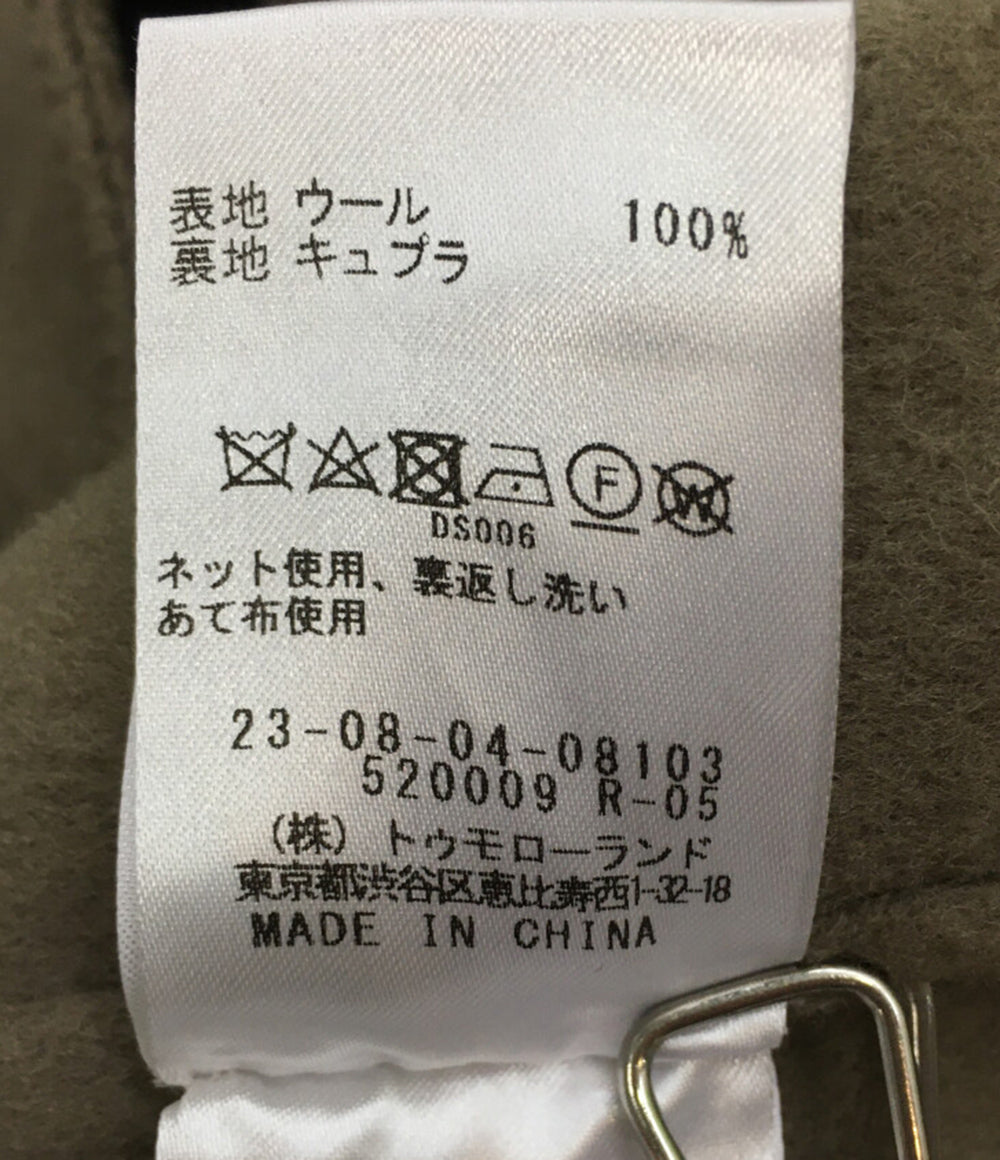 表地 ウール 100%
裏地 キュプラ
F W
DS006
ネット使用、裏返し洗い
あて布使用
23-08-04-08103
520009 R-05
(株) トゥモローランド
東京都渋谷区恵比寿西1-32-18
MADE IN CHINA